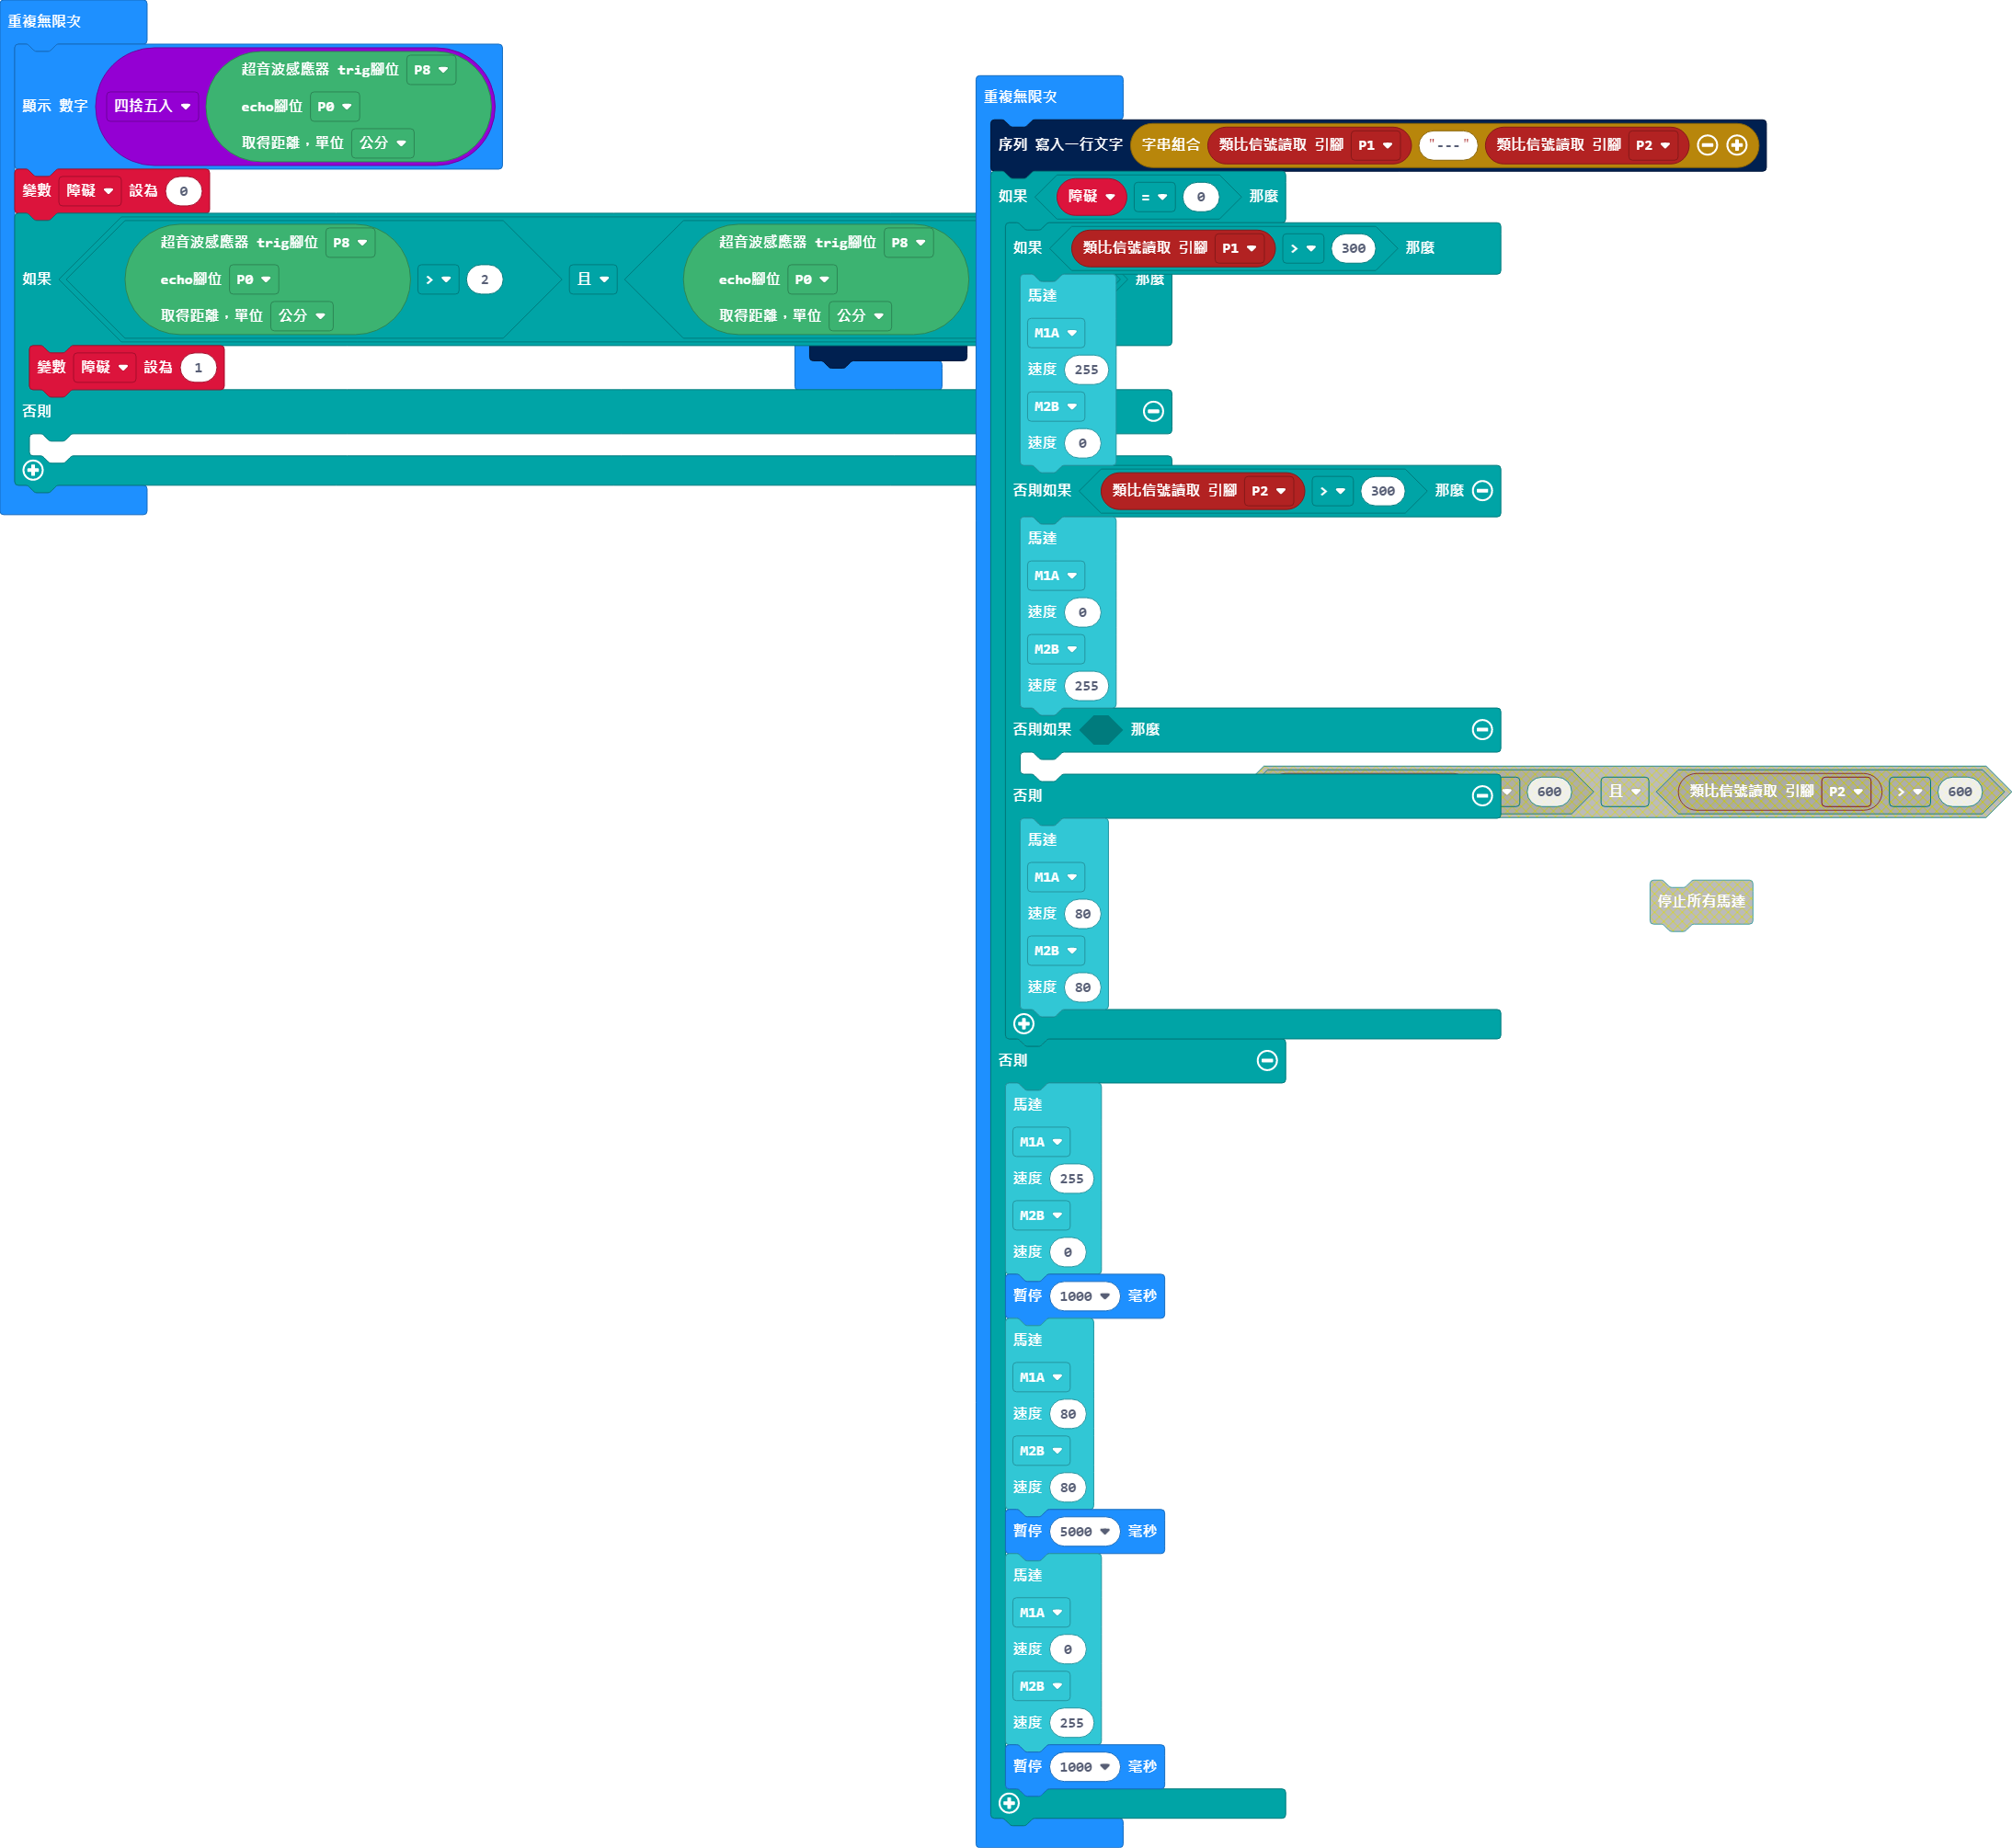 重複無限次
顯示 數字 四捨五入 超音波感應器 trig腳位 P8
echo腳位 P0
取得距離，單位 公分
變數 障礙 設為 0
如果 超音波感應器 trig腳位 P8
echo腳位 P0
取得距離，單位 公分
> 2 且
超音波感應器 trig腳位 P8
echo腳位 P0
取得距離，單位 公分
那麼
變數 障礙 設為 1
否則
重複無限次
序列 寫入一行文字 字串組合 類比信號讀取 引腳 P1 "---" 類比信號讀取 引腳 P2
如果 障礙 = 0 那麼
如果 類比信號讀取 引腳 P1 > 300 那麼
馬達
M1A
速度 255
M2B
速度 0
否則如果 類比信號讀取 引腳 P2 > 300 那麼
馬達
M1A
速度 0
M2B
速度 255
否則如果 那麼
否則
馬達
M1A
速度 80
M2B
速度 80
否則
馬達
M1A
速度 255
M2B
速度 0
暫停 1000 毫秒
馬達
M1A
速度 80
M2B
速度 80
暫停 5000 毫秒
馬達
M1A
速度 0
M2B
速度 255
暫停 1000 毫秒
600 且 類比信號讀取 引腳 P2 > 600
停止所有馬達